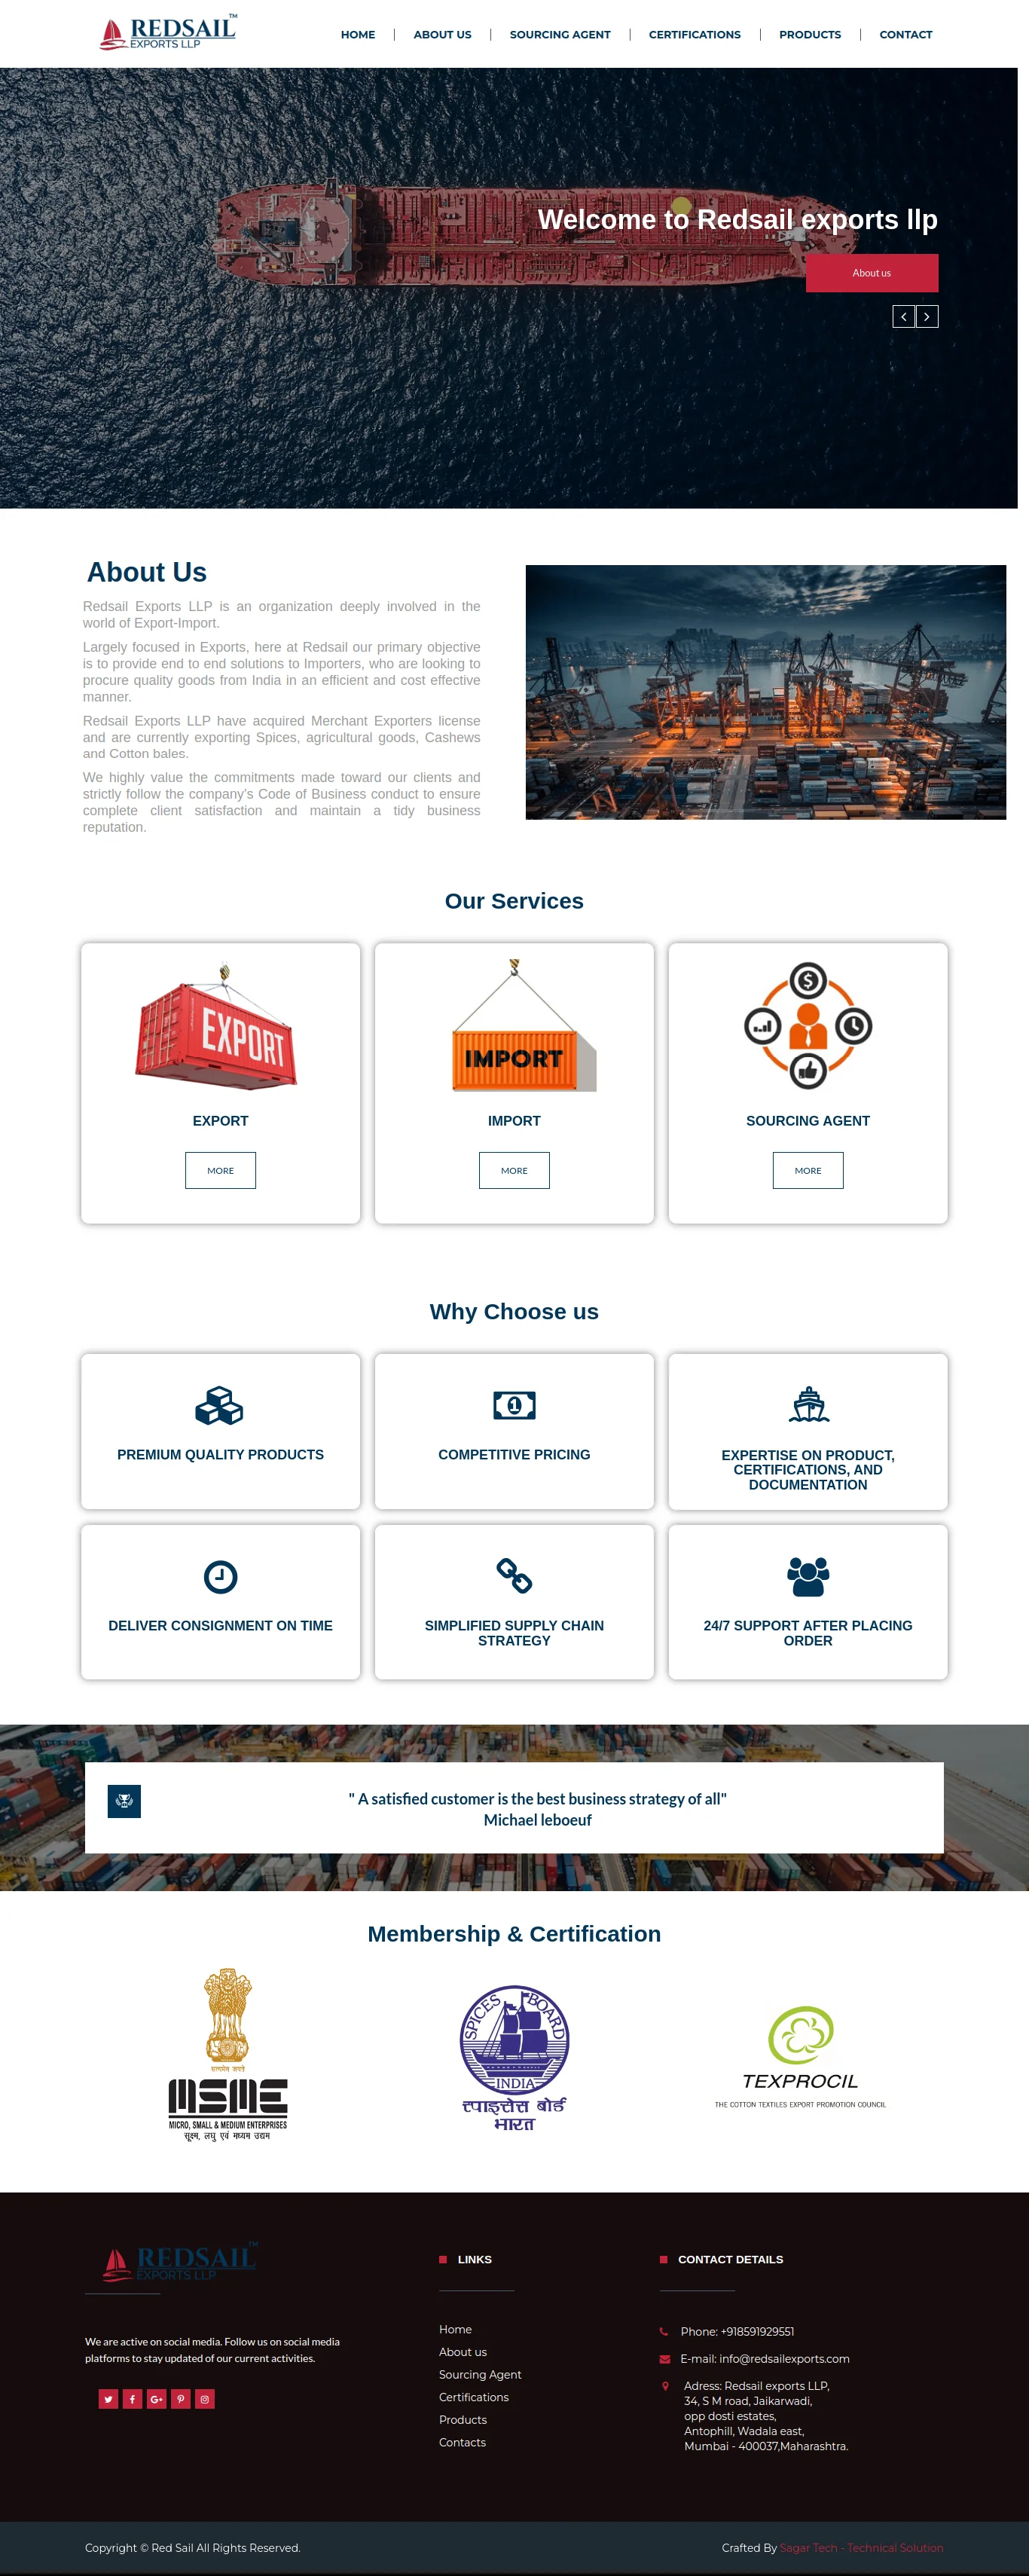 REDSAIL™
EXPORTS LLP
HOME
ABOUT US
SOURCING AGENT
CERTIFICATIONS
PRODUCTS
CONTACT
Welcome to Redsail exports llp
About us
About Us
Redsail Exports LLP is an organization deeply involved in the
world of Export-Import.
Largely focused in Exports, here at Redsail our primary objective
is to provide end to end solutions to Importers, who are looking to
procure quality goods from India in an efficient and cost effective
manner.
Redsail Exports LLP have acquired Merchant Exporters license
and are currently exporting Spices, agricultural goods, Cashews
and Cotton bales.
We highly value the commitments made toward our clients and
strictly follow the company's Code of Business conduct to ensure
complete client satisfaction and maintain a tidy business
reputation.
Our Services
EXPORT
IMPORT
EXPORT
IMPORT
SOURCING AGENT
MORE
MORE
MORE
Why Choose us
PREMIUM QUALITY PRODUCTS
COMPETITIVE PRICING
EXPERTISE ON PRODUCT,
CERTIFICATIONS, AND
DOCUMENTATION
DELIVER CONSIGNMENT ON TIME
SIMPLIFIED SUPPLY CHAIN
STRATEGY
24/7 SUPPORT AFTER PLACING
ORDER
" A satisfied customer is the best business strategy of all"
Michael leboeuf
Membership & Certification
सत्यमेव जयते
MSME
MICRO, SMALL & MEDIUM ENTERPRISES
सूक्ष्म, लघु एवं मध्यम उद्यम
SPICES BOARD
INDIA
स्पाइसेस बोर्ड
भारत
TEXPROCIL
THE COTTON TEXTILES EXPORT PROMOTION COUNCIL
REDSAIL™
EXPORTS LLP
We are active on social media. Follow us on social media
platforms to stay updated of our current activities.
LINKS
Home
About us
Sourcing Agent
Certifications
Products
Contacts
CONTACT DETAILS
Phone: +918591929551
E-mail: info@redsailexports.com
Adress: Redsail exports LLP,
34, S M road, Jaikarwadi,
opp dosti estates,
Antophill, Wadala east,
Mumbai - 400037,Maharashtra.
Copyright © Red Sail All Rights Reserved.
Crafted By Sagar Tech - Technical Solution